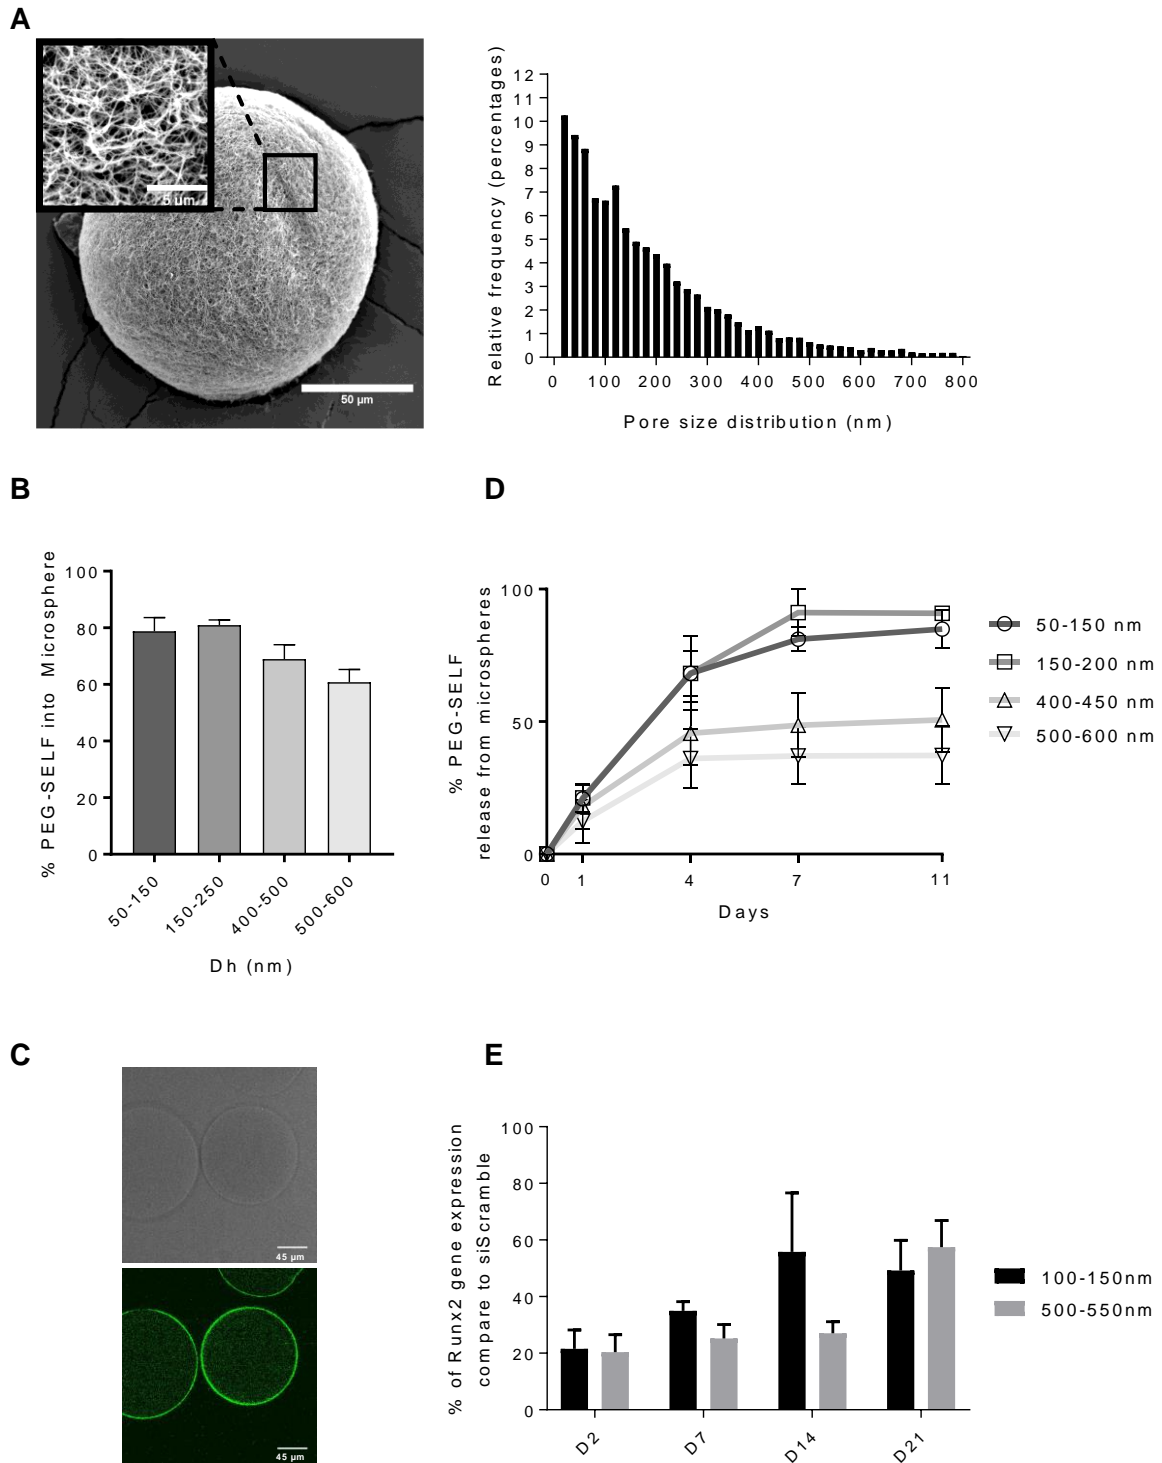 A
5 µm
50 µm
Relative frequency (percentages)
12
11
10
9
8
7
6
5
4
3
2
1
0
0 100 200 300 400 500 600 700 800
Pore size distribution (nm)
B
% PEG-SELF into Microsphere
100
80
60
40
20
0
50-150 150-250 400-500 500-600
Dh (nm)
D
% PEG-SELF
release from microspheres
100
50
0
0 1 4 7 11
Days
50-150 nm
150-200 nm
400-450 nm
500-600 nm
C
45 µm
45 µm
E
% of Runx2 gene expression
compare to siScramble
100
80
60
40
20
0
D2 D7 D14 D21
100-150nm
500-550nm